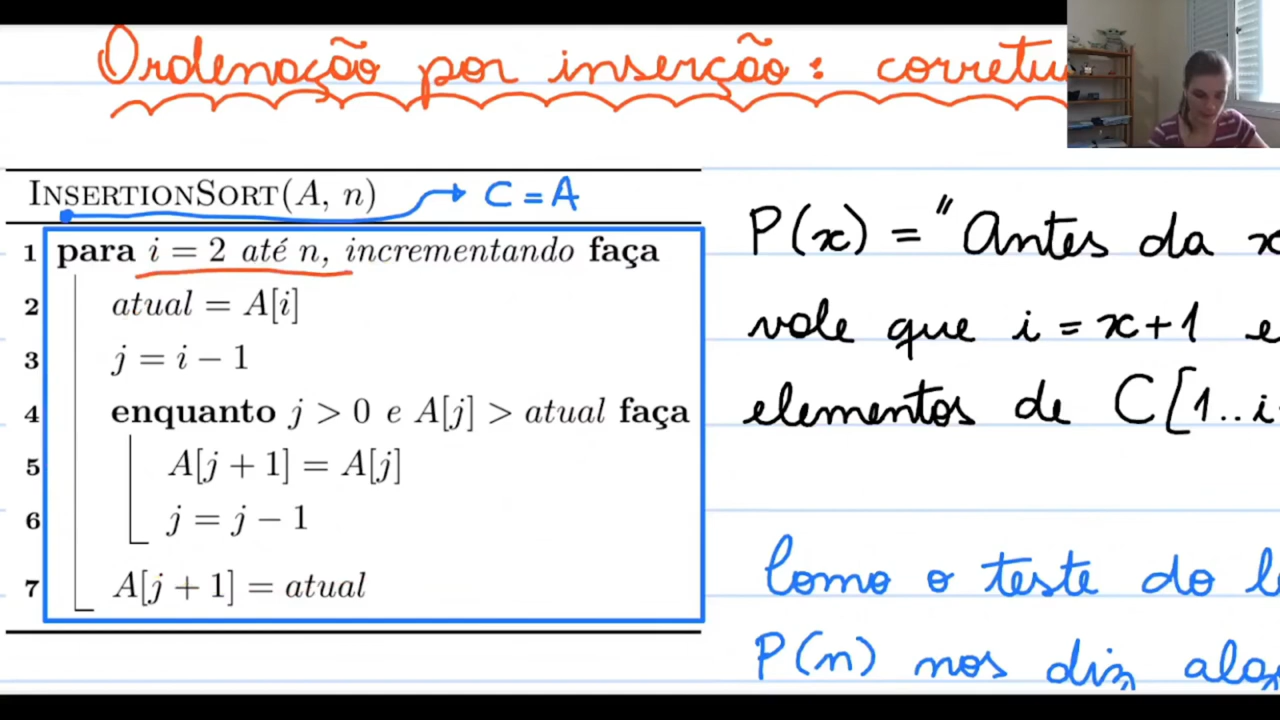 Ordenação por inserção: corretu
INSERTIONSORT(A, n) → C = A
1 para i = 2 até n, incrementando faça
2 atual = A[i]
3 j = i − 1
4 enquanto j > 0 e A[j] > atual faça
5 A[j + 1] = A[j]
6 j = j − 1
7 A[j + 1] = atual
P(x) = "Antes da x
vale que i = x+1 e
elementos de C[1..i
Como o teste do l
P(n) nos diz algo